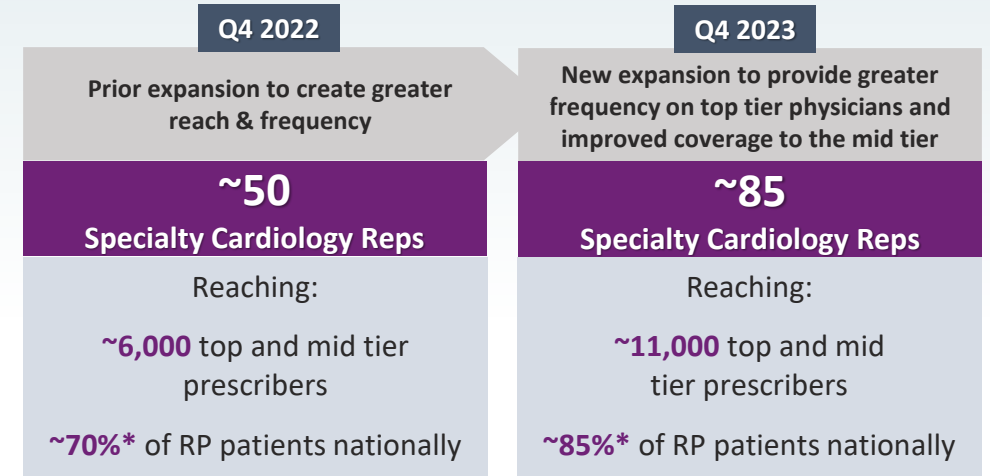 Q4 2022
Prior expansion to create greater
reach & frequency
~50
Specialty Cardiology Reps
Reaching:
~6,000 top and mid tier
prescribers
~70%* of RP patients nationally
Q4 2023
New expansion to provide greater
frequency on top tier physicians and
improved coverage to the mid tier
~85
Specialty Cardiology Reps
Reaching:
~11,000 top and mid
tier prescribers
~85%* of RP patients nationally